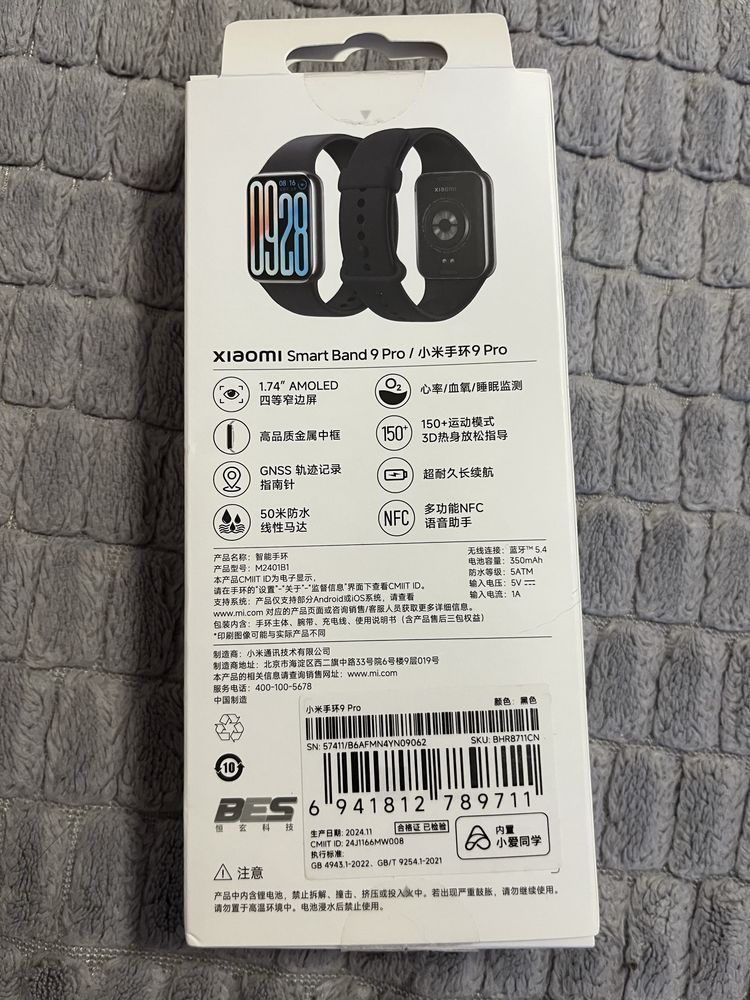 08 16
0928
xiaomi
xiaomi Smart Band 9 Pro / 小米手环9 Pro
1.74" AMOLED
四等窄边屏
高品质金属中框
GNSS 轨迹记录
指南针
50米防水
线性马达
O2
心率/血氧/睡眠监测
150+
150+运动模式
3D热身放松指导
超耐久长续航
NFC
多功能NFC
语音助手
产品名称：智能手环
产品型号：M2401B1
本产品CMIIT ID为电子显示，
请在手环的"设置"-"关于"-"监督信息"界面下查看CMIIT ID。
支持系统：产品仅支持部分Android或iOS系统，请查看
www.mi.com 对应的产品页面或咨询销售/客服人员获取更多详细信息。
包装内含：手环主体、腕带、充电线、使用说明书（含产品售后三包权益）
*印刷图像可能与实际产品不同
无线连接：蓝牙™ 5.4
电池容量：350mAh
防水等级：5ATM
输入电压：5V ⎓
输入电流：1A
制造商：小米通讯技术有限公司
制造商地址：北京市海淀区西二旗中路33号院6号楼9层019号
本产品的相关信息请查询销售网址：www.mi.com
服务电话：400-100-5678
中国制造
10
BES
恒玄科技
小米手环9 Pro
颜色：黑色
SN: 57411/B6AFMN4YN09062
SKU: BHR8711CN
6 941812 789711
生产日期: 2024.11
合格证 已检验
CMIIT ID: 24J1166MW008
执行标准:
GB 4943.1-2022、GB/T 9254.1-2021
内置
小爱同学
注意
产品中内含锂电池，禁止拆解、撞击、挤压或投入火中。若出现严重鼓胀，请勿继续使用。
请勿置于高温环境中。电池浸水后禁止使用。